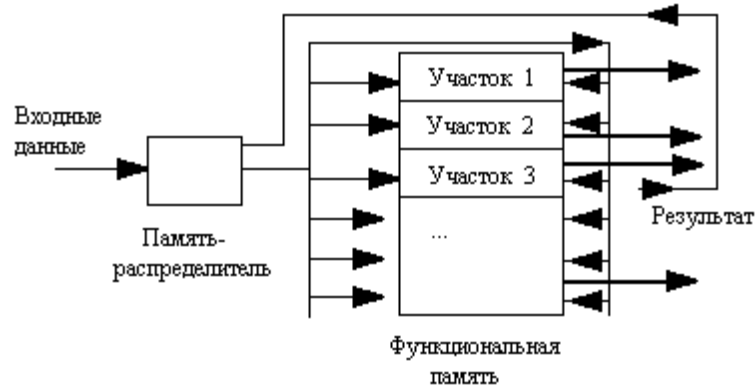 Входные
данные
Память-
распределитель
Участок 1
Участок 2
Участок 3
...
Результат
Функциональная
память